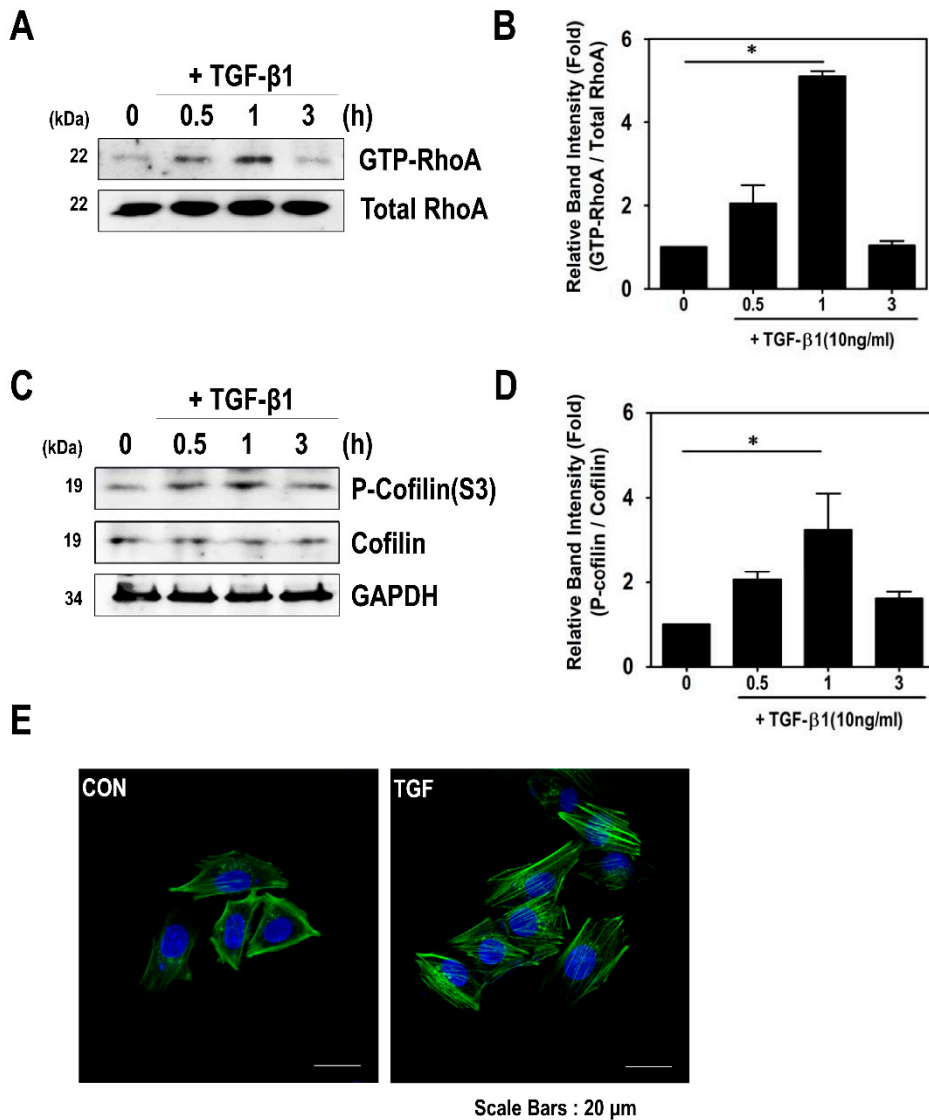 A
+ TGF-β1
(kDa) 0 0.5 1 3 (h)
22 GTP-RhoA
22 Total RhoA
B
Relative Band Intensity (Fold)
(GTP-RhoA / Total RhoA)
6
4
2
0
*
0 0.5 1 3
+ TGF-β1(10ng/ml)
C
+ TGF-β1
(kDa) 0 0.5 1 3 (h)
19 P-Cofilin(S3)
19 Cofilin
34 GAPDH
D
Relative Band Intensity (Fold)
(P-cofilin / Cofilin)
6
4
2
0
*
0 0.5 1 3
+ TGF-β1(10ng/ml)
E
CON
TGF
Scale Bars : 20 μm